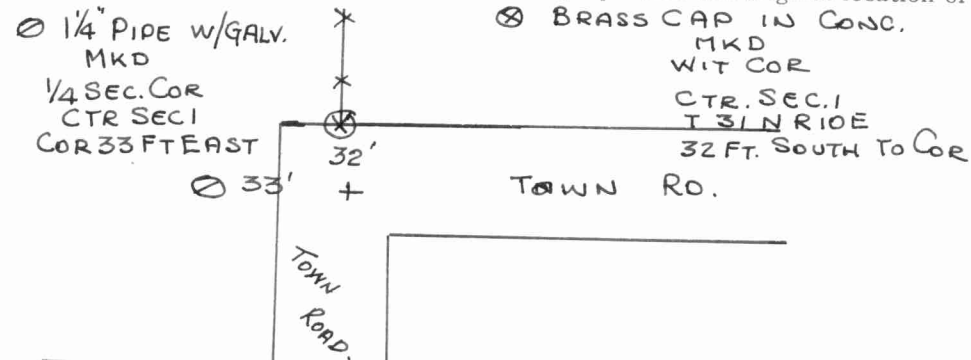 ⊘ 1¼" PIPE W/GALV.
MKD
1/4 SEC. COR
CTR SEC 1
COR 33 FT EAST
⊗ BRASS CAP IN CONC.
MKD
WIT COR
CTR. SEC. 1
T 31 N R 10 E
32 FT. SOUTH TO COR
32'
⊘ 33'
TOWN RD.
TOWN
ROAD.